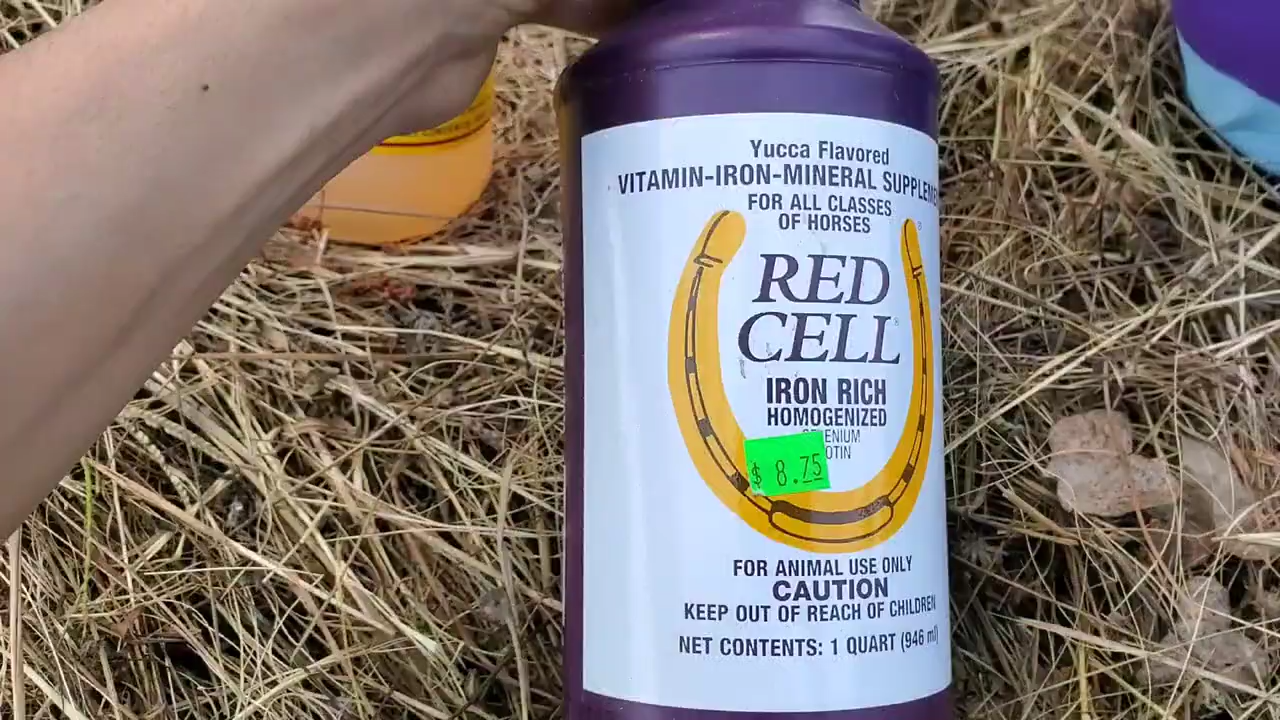 Yucca Flavored
VITAMIN-IRON-MINERAL
FOR ALL CLASSES
OF HORSES
RED
CELL®
IRON RICH
HOMOGENIZED
$ 8.75
FOR ANIMAL USE ONLY
CAUTION
KEEP OUT OF REACH OF CHILDREN
NET CONTENTS: 1 QUART (946 ml)